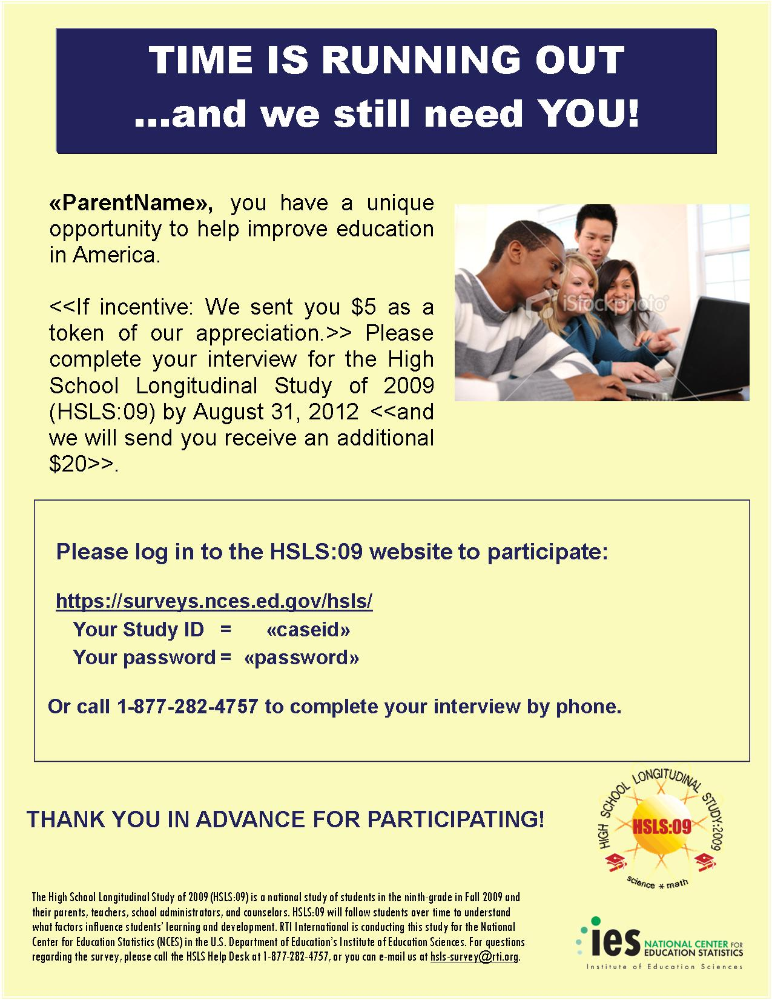 TIME IS RUNNING OUT
...and we still need YOU!
«ParentName», you have a unique
opportunity to help improve education
in America.
<<If incentive: We sent you $5 as a
token of our appreciation.>> Please
complete your interview for the High
School Longitudinal Study of 2009
(HSLS:09) by August 31, 2012 <<and
we will send you receive an additional
$20>>.
iStockphoto
Please log in to the HSLS:09 website to participate:
https://surveys.nces.ed.gov/hsls/
Your Study ID = «caseid»
Your password = «password»
Or call 1-877-282-4757 to complete your interview by phone.
THANK YOU IN ADVANCE FOR PARTICIPATING!
HIGH SCHOOL LONGITUDINAL STUDY:2009
HSLS:09
science * math
The High School Longitudinal Study of 2009 (HSLS:09) is a national study of students in the ninth-grade in Fall 2009 and
their parents, teachers, school administrators, and counselors. HSLS:09 will follow students over time to understand
what factors influence students' learning and development. RTI International is conducting this study for the National
Center for Education Statistics (NCES) in the U.S. Department of Education's Institute of Education Sciences. For questions
regarding the survey, please call the HSLS Help Desk at 1-877-282-4757, or you can e-mail us at hsls-survey@rti.org.
ies NATIONAL CENTER FOR
EDUCATION STATISTICS
Institute of Education Sciences